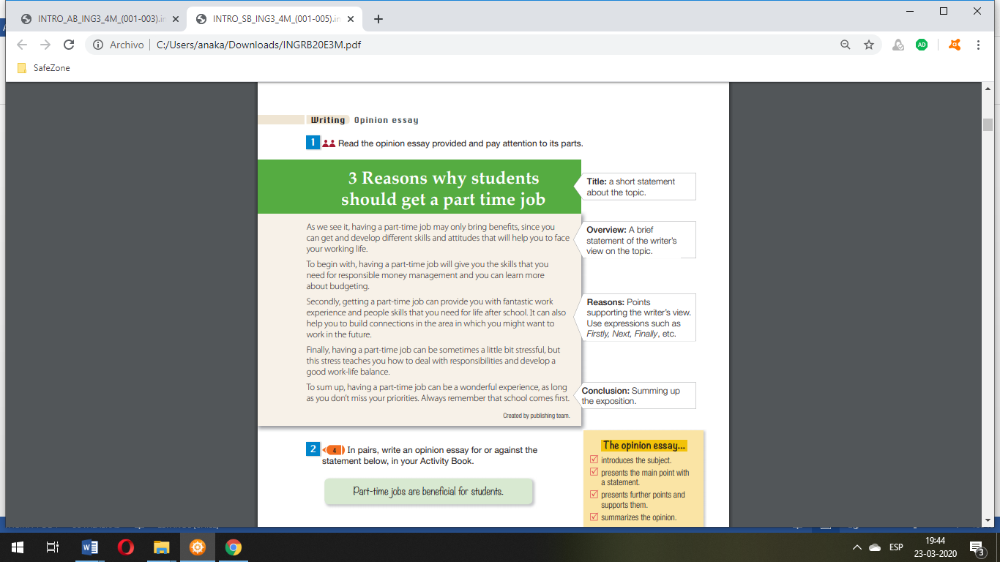 INTRO_AB_ING3_4M_(001-003).in
INTRO_SB_ING3_4M_(001-005).in
Archivo
C:/Users/anaka/Downloads/INGRB20E3M.pdf
AD
SafeZone
Writing Opinion essay
1 Read the opinion essay provided and pay attention to its parts.
3 Reasons why students
should get a part time job
As we see it, having a part-time job may only bring benefits, since you
can get and develop different skills and attitudes that will help you to face
your working life.
To begin with, having a part-time job will give you the skills that you
need for responsible money management and you can learn more
about budgeting.
Secondly, getting a part-time job can provide you with fantastic work
experience and people skills that you need for life after school. It can also
help you to build connections in the area in which you might want to
work in the future.
Finally, having a part-time job can be sometimes a little bit stressful, but
this stress teaches you how to deal with responsibilities and develop a
good work-life balance.
To sum up, having a part-time job can be a wonderful experience, as long
as you don't miss your priorities. Always remember that school comes first.
Created by publishing team.
Title: a short statement
about the topic.
Overview: A brief
statement of the writer's
view on the topic.
Reasons: Points
supporting the writer's view.
Use expressions such as
Firstly, Next, Finally, etc.
Conclusion: Summing up
the exposition.
2 4 In pairs, write an opinion essay for or against the
statement below, in your Activity Book.
Part-time jobs are beneficial for students.
The opinion essay...
introduces the subject.
presents the main point with
a statement.
presents further points and
supports them.
summarizes the opinion.
ESP
19:44
23-03-2020
3